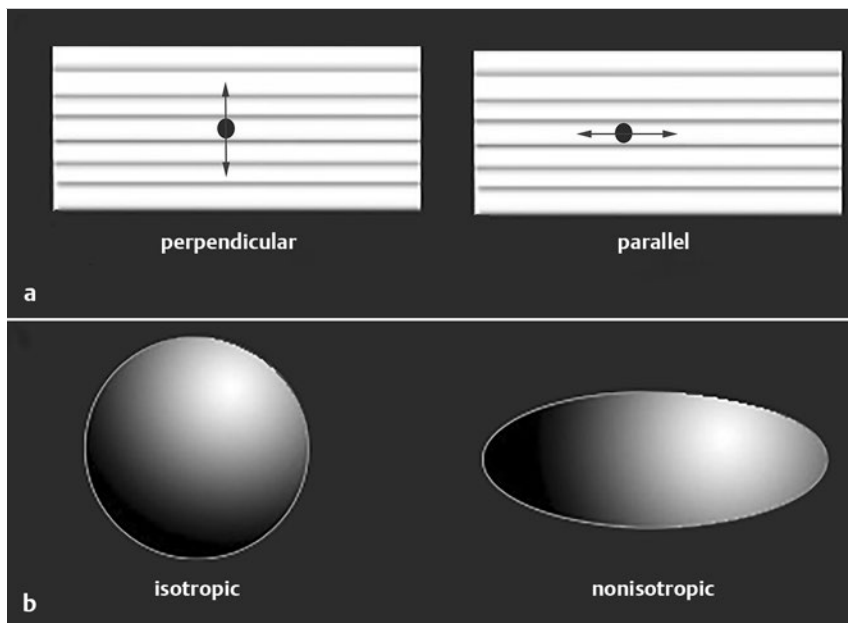 perpendicular
parallel
a
isotropic
nonisotropic
b